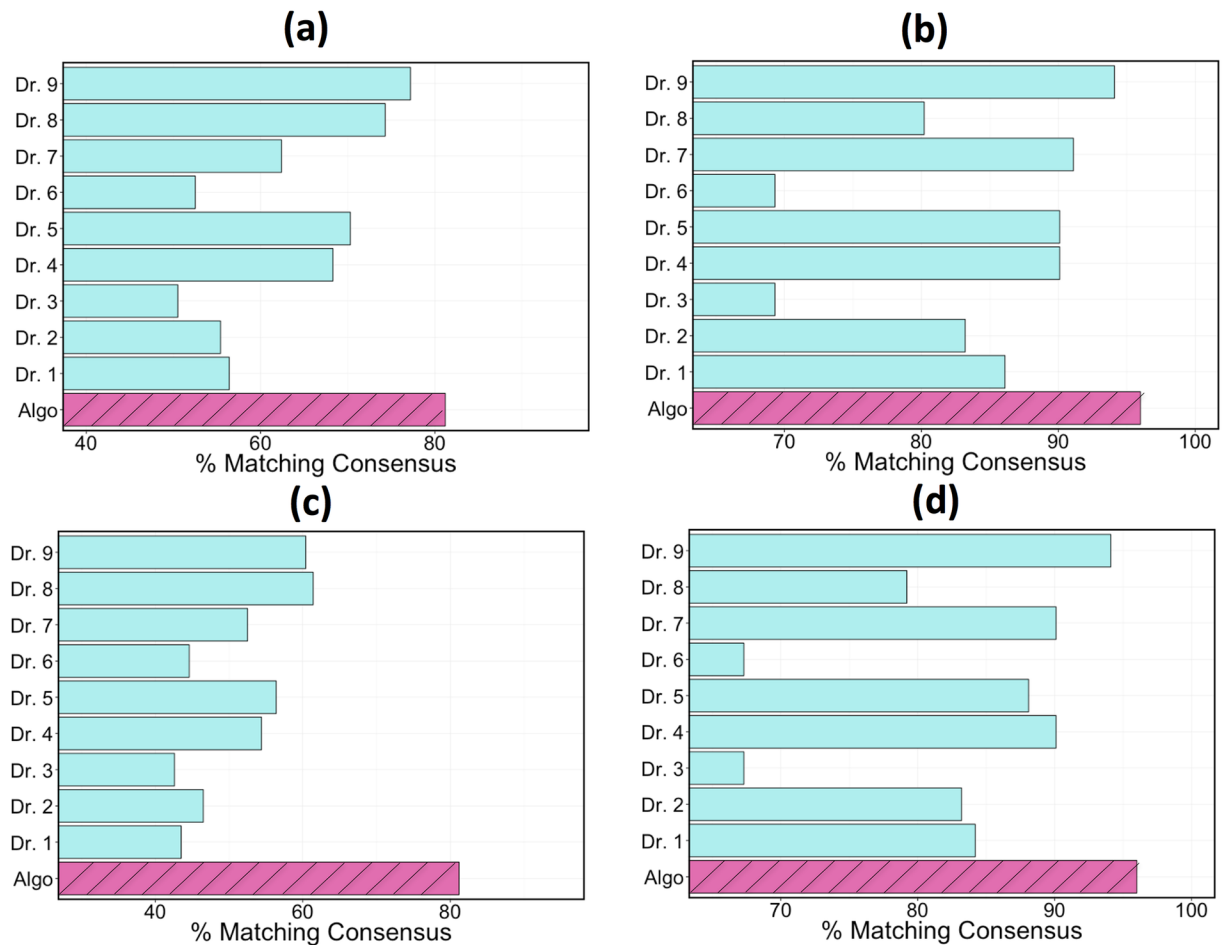 (a)
Dr. 9
Dr. 8
Dr. 7
Dr. 6
Dr. 5
Dr. 4
Dr. 3
Dr. 2
Dr. 1
Algo
40 60 80
% Matching Consensus
(b)
Dr. 9
Dr. 8
Dr. 7
Dr. 6
Dr. 5
Dr. 4
Dr. 3
Dr. 2
Dr. 1
Algo
70 80 90 100
% Matching Consensus
(c)
Dr. 9
Dr. 8
Dr. 7
Dr. 6
Dr. 5
Dr. 4
Dr. 3
Dr. 2
Dr. 1
Algo
40 60 80
% Matching Consensus
(d)
Dr. 9
Dr. 8
Dr. 7
Dr. 6
Dr. 5
Dr. 4
Dr. 3
Dr. 2
Dr. 1
Algo
70 80 90 100
% Matching Consensus